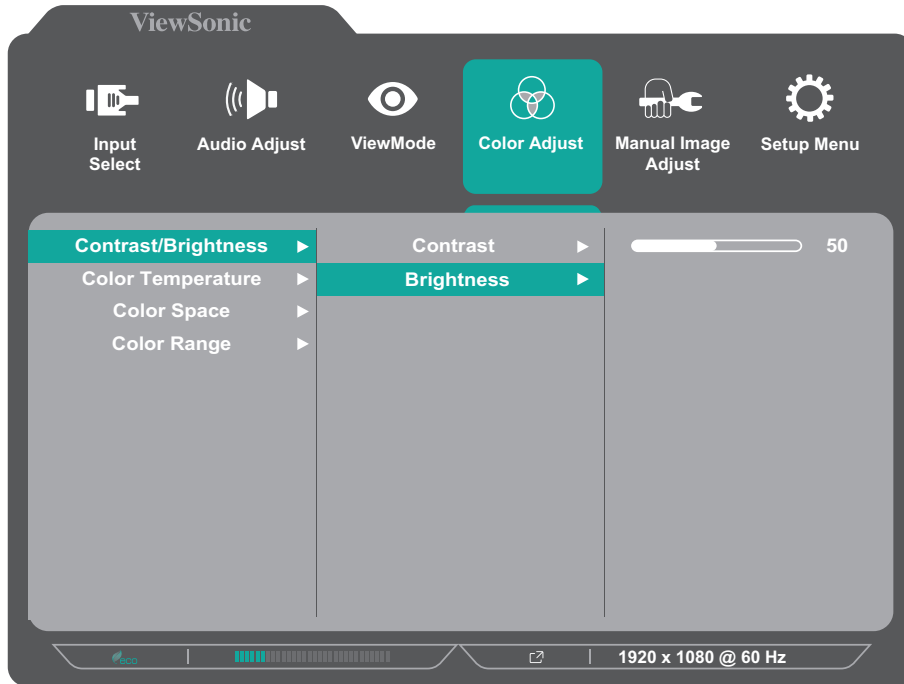 ViewSonic
Input
Select
Audio Adjust
ViewMode
Color Adjust
Manual Image
Adjust
Setup Menu
Contrast/Brightness
Contrast
50
Color Temperature
Brightness
Color Space
Color Range
eco
1920 x 1080 @ 60 Hz